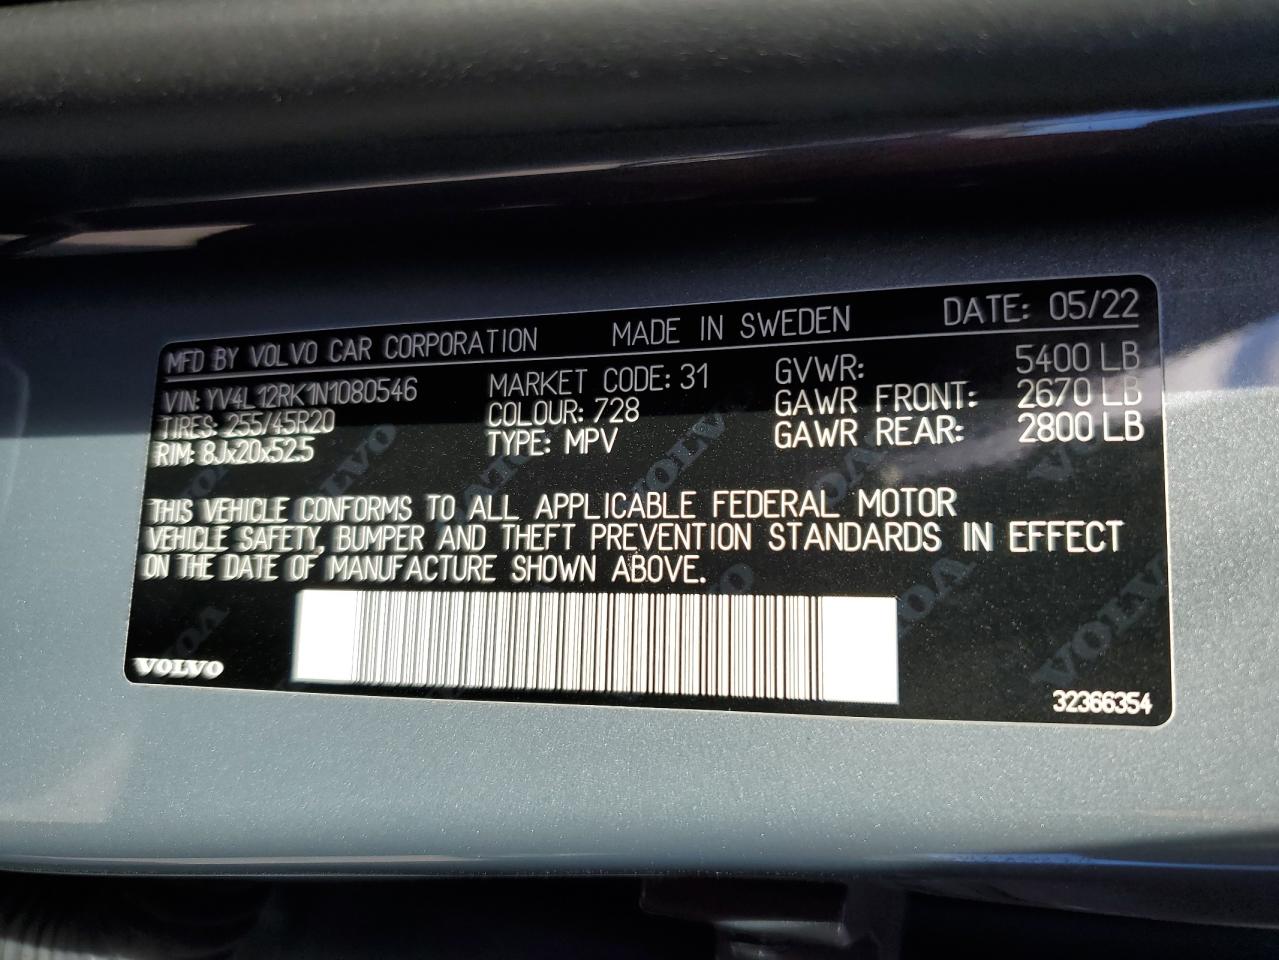 MFD BY VOLVO CAR CORPORATION MADE IN SWEDEN DATE: 05/22
VIN: YV4L12RK1N1080546 MARKET CODE: 31 GVWR: 5400 LB
TIRES: 255/45R20 COLOUR: 728 GAWR FRONT: 2670 LB
RIM: 8Jx20x52.5 TYPE: MPV GAWR REAR: 2800 LB
THIS VEHICLE CONFORMS TO ALL APPLICABLE FEDERAL MOTOR
VEHICLE SAFETY, BUMPER AND THEFT PREVENTION STANDARDS IN EFFECT
ON THE DATE OF MANUFACTURE SHOWN ABOVE.
VOLVO 32366354